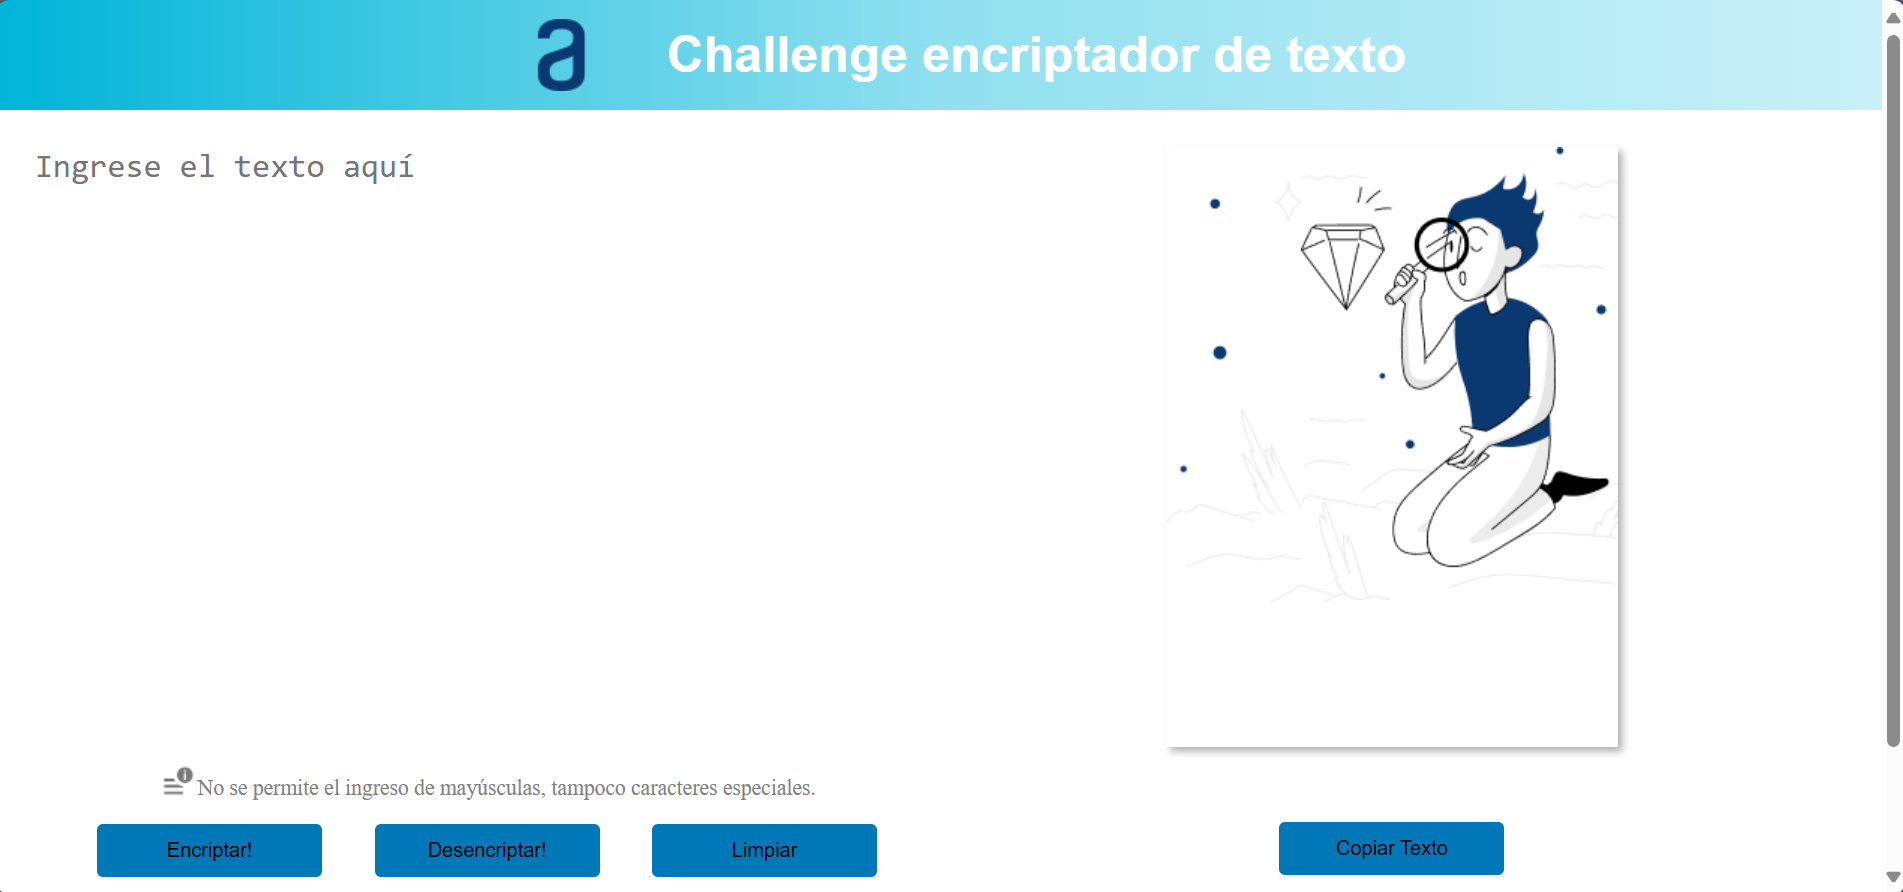 a
Challenge encriptador de texto
Ingrese el texto aquí
No se permite el ingreso de mayúsculas, tampoco caracteres especiales.
Encriptar!
Desencriptar!
Limpiar
Copiar Texto